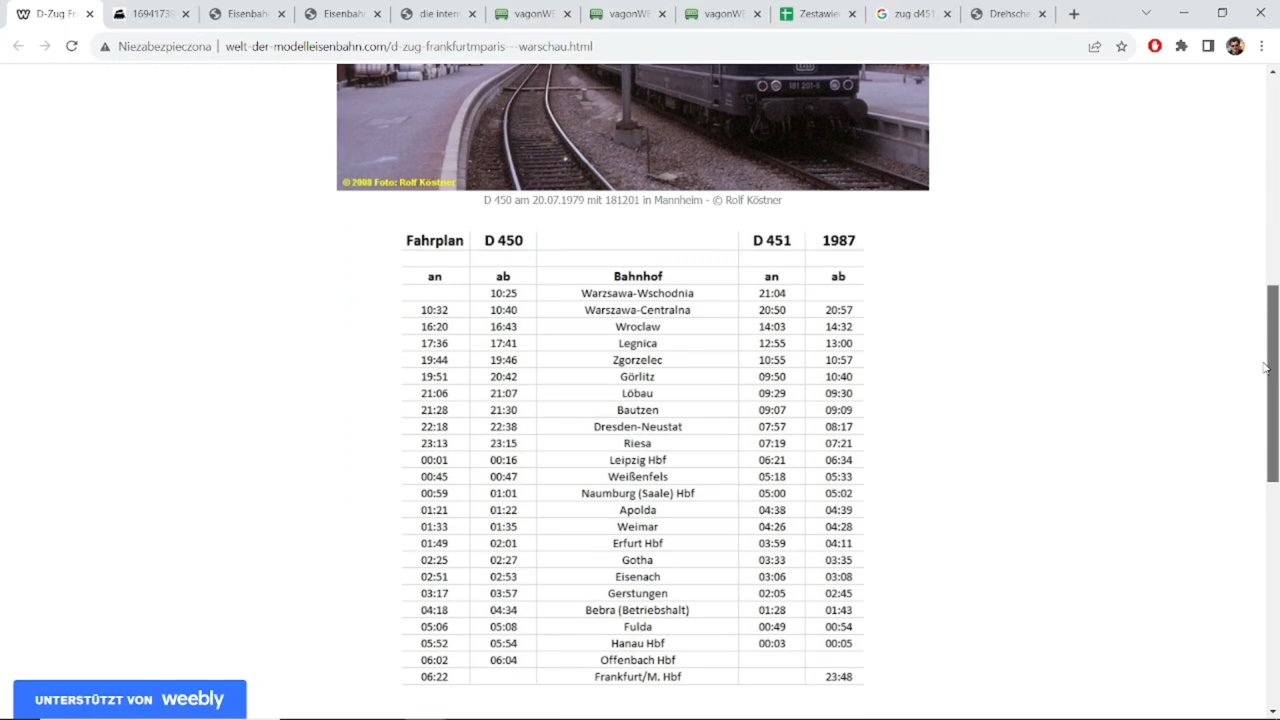 D-Zug Fr
1694173
Eisenbah
Eisenbah
die inter
vagonWE
vagonWE
vagonWE
Zestawie
zug d451
Drehsche
Niezabezpieczona | welt-der-modelleisenbahn.com/d-zug-frankfurtmparis---warschau.html
181 201-5
© 2008 Foto: Rolf Köstner
D 450 am 20.07.1979 mit 181201 in Mannheim - © Rolf Köstner
Fahrplan D 450 D 451 1987
an ab Bahnhof an ab
10:25 Warzsawa-Wschodnia 21:04
10:32 10:40 Warszawa-Centralna 20:50 20:57
16:20 16:43 Wroclaw 14:03 14:32
17:36 17:41 Legnica 12:55 13:00
19:44 19:46 Zgorzelec 10:55 10:57
19:51 20:42 Görlitz 09:50 10:40
21:06 21:07 Löbau 09:29 09:30
21:28 21:30 Bautzen 09:07 09:09
22:18 22:38 Dresden-Neustat 07:57 08:17
23:13 23:15 Riesa 07:19 07:21
00:01 00:16 Leipzig Hbf 06:21 06:34
00:45 00:47 Weißenfels 05:18 05:33
00:59 01:01 Naumburg (Saale) Hbf 05:00 05:02
01:21 01:22 Apolda 04:38 04:39
01:33 01:35 Weimar 04:26 04:28
01:49 02:01 Erfurt Hbf 03:59 04:11
02:25 02:27 Gotha 03:33 03:35
02:51 02:53 Eisenach 03:06 03:08
03:17 03:57 Gerstungen 02:05 02:45
04:18 04:34 Bebra (Betriebshalt) 01:28 01:43
05:06 05:08 Fulda 00:49 00:54
05:52 05:54 Hanau Hbf 00:03 00:05
06:02 06:04 Offenbach Hbf
06:22 Frankfurt/M. Hbf 23:48
UNTERSTÜTZT VON weebly